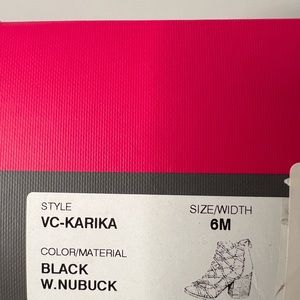 STYLE
SIZE/WIDTH
VC-KARIKA
6M
COLOR/MATERIAL
BLACK
W.NUBUCK